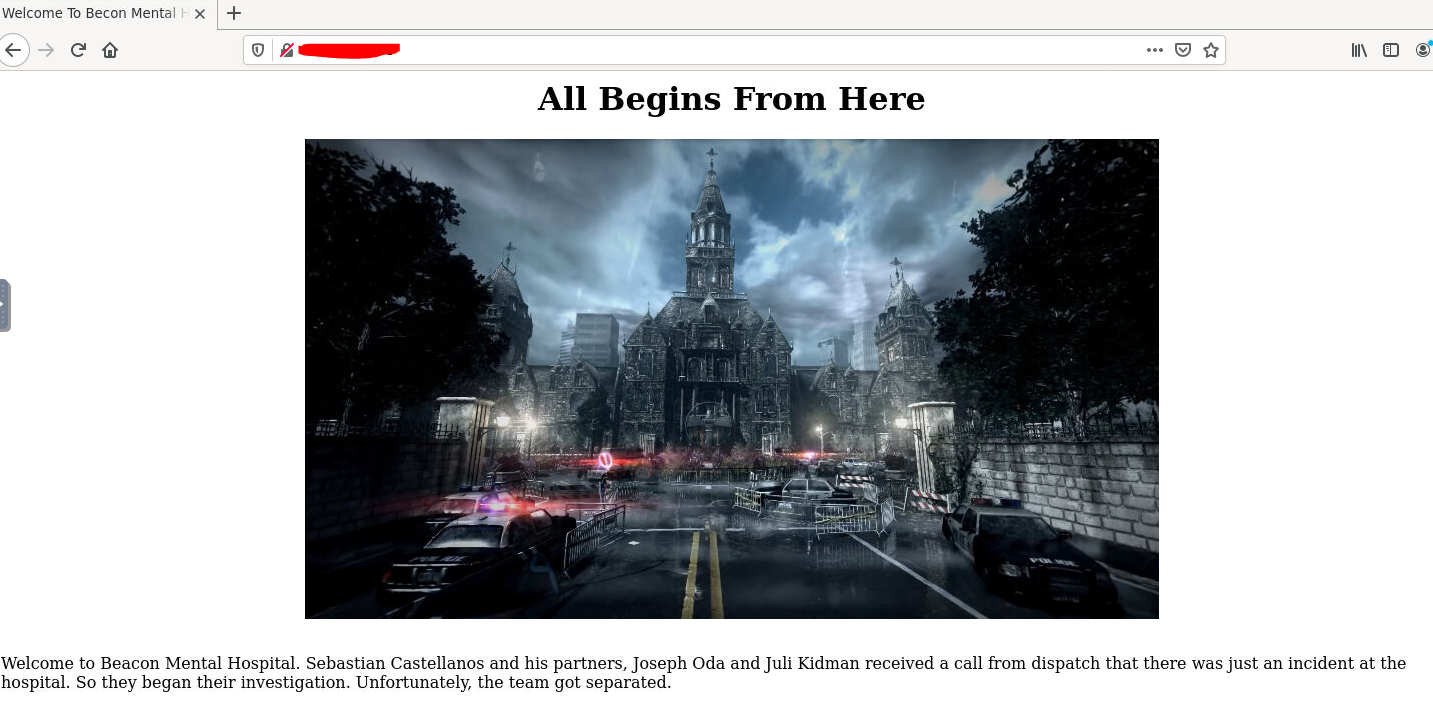 Welcome To Becon Mental H
All Begins From Here
POLICE
POLICE
Welcome to Beacon Mental Hospital. Sebastian Castellanos and his partners, Joseph Oda and Juli Kidman received a call from dispatch that there was just an incident at the
hospital. So they began their investigation. Unfortunately, the team got separated.